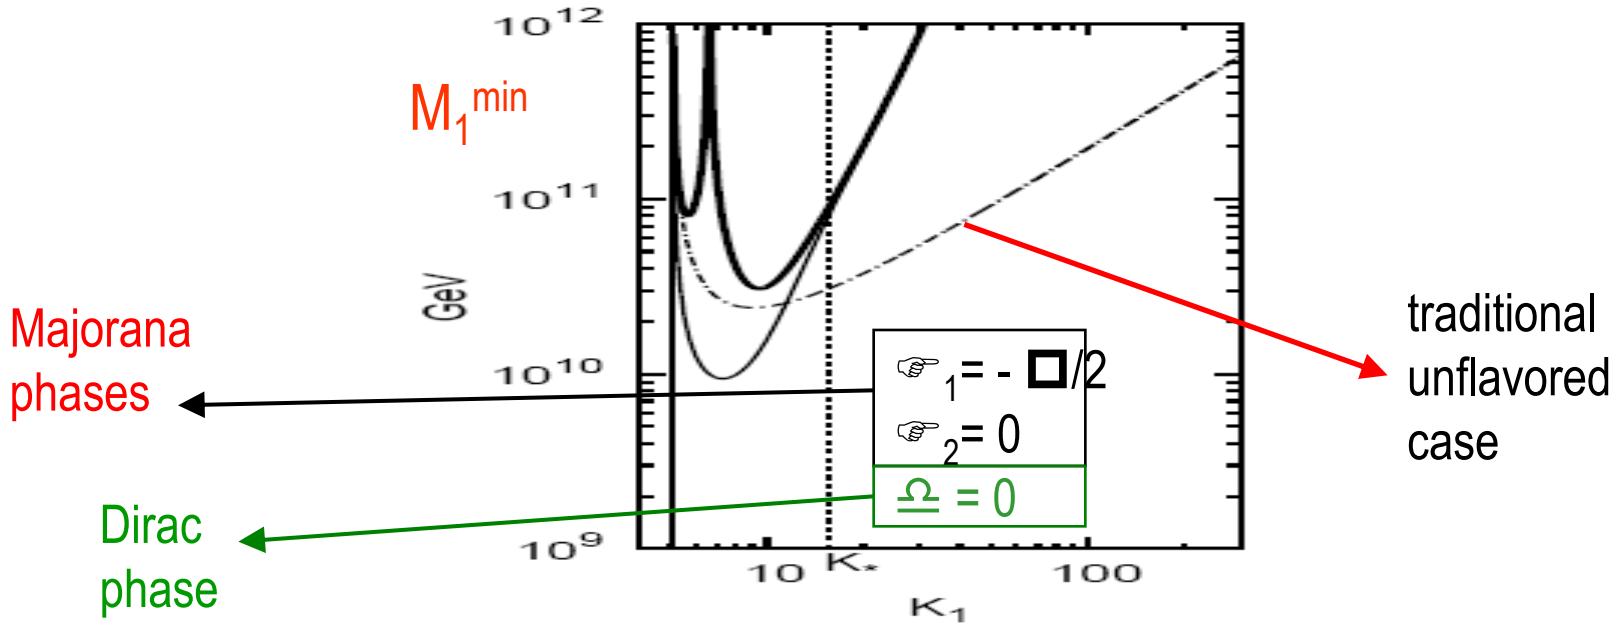 10¹²
M₁ᵐⁱⁿ
10¹¹
GeV
10¹⁰
10⁹
10 K* 100
K₁
Majorana
phases
☞₁= - □/2
☞₂= 0
♎ = 0
Dirac
phase
traditional
unflavored
case